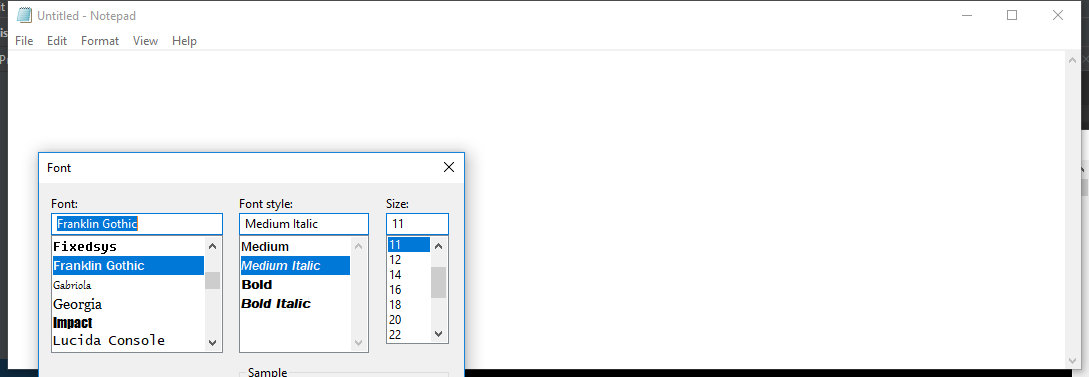 Untitled - Notepad
File Edit Format View Help
Font
Font: Font style: Size:
Franklin Gothic Medium Italic 11
Fixedsys Medium 11
Franklin Gothic Medium Italic 12
Gabriola Bold 14
Georgia Bold Italic 16
Impact 18
Lucida Console 20
22
Sample